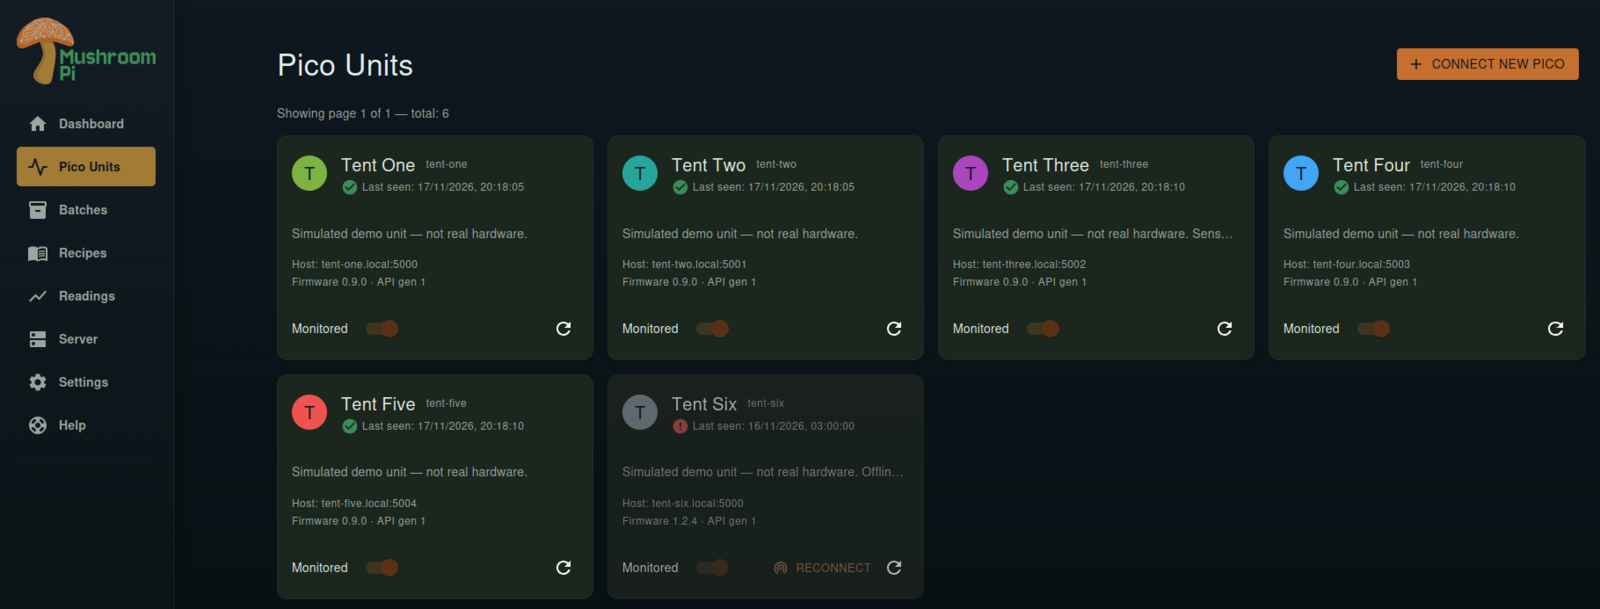 Mushroom
Pi
Dashboard
Pico Units
Batches
Recipes
Readings
Server
Settings
Help
Pico Units
+ CONNECT NEW PICO
Showing page 1 of 1 — total: 6
T
Tent One tent-one
Last seen: 17/11/2026, 20:18:05
Simulated demo unit — not real hardware.
Host: tent-one.local:5000
Firmware 0.9.0 · API gen 1
Monitored
T
Tent Two tent-two
Last seen: 17/11/2026, 20:18:05
Simulated demo unit — not real hardware.
Host: tent-two.local:5001
Firmware 0.9.0 · API gen 1
Monitored
T
Tent Three tent-three
Last seen: 17/11/2026, 20:18:10
Simulated demo unit — not real hardware. Sens...
Host: tent-three.local:5002
Firmware 0.9.0 · API gen 1
Monitored
T
Tent Four tent-four
Last seen: 17/11/2026, 20:18:10
Simulated demo unit — not real hardware.
Host: tent-four.local:5003
Firmware 0.9.0 · API gen 1
Monitored
T
Tent Five tent-five
Last seen: 17/11/2026, 20:18:10
Simulated demo unit — not real hardware.
Host: tent-five.local:5004
Firmware 0.9.0 · API gen 1
Monitored
T
Tent Six tent-six
Last seen: 16/11/2026, 03:00:00
Simulated demo unit — not real hardware. Offlin...
Host: tent-six.local:5000
Firmware 1.2.4 · API gen 1
Monitored
RECONNECT